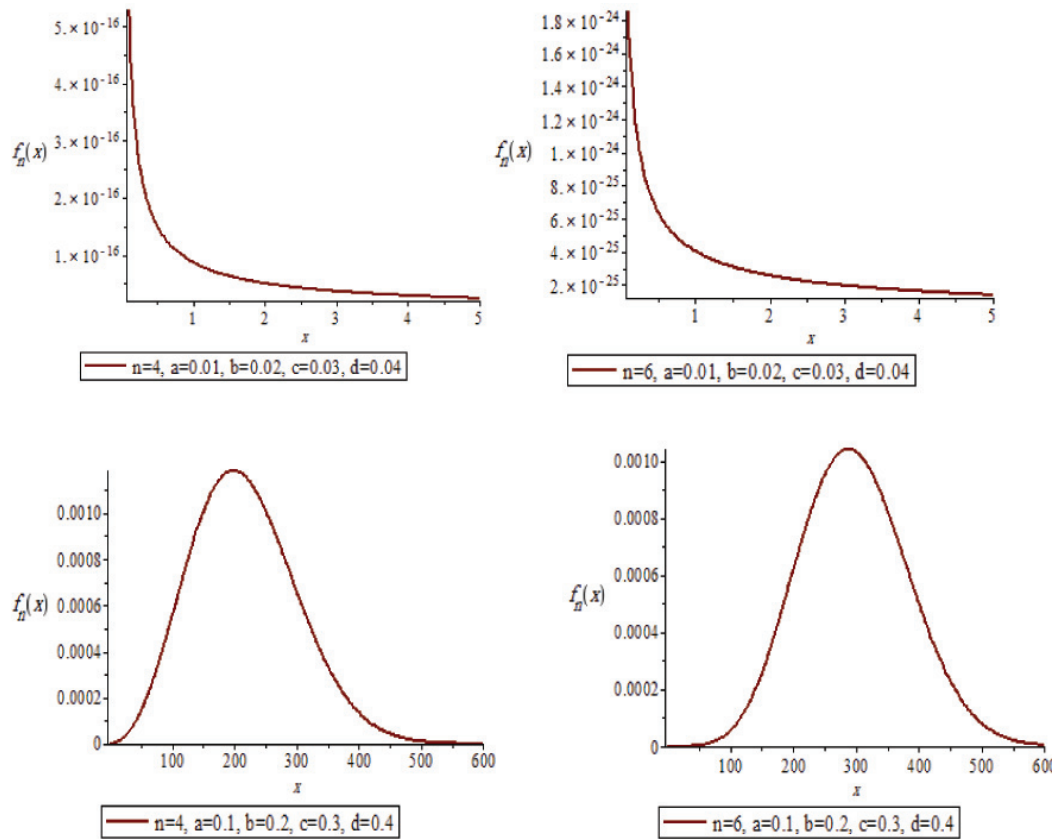 5.×10⁻¹⁶
4.×10⁻¹⁶
3.×10⁻¹⁶
2.×10⁻¹⁶
1.×10⁻¹⁶
fₙ(x)
1 2 3 4 5
x
n=4, a=0.01, b=0.02, c=0.03, d=0.04
1.8×10⁻²⁴
1.6×10⁻²⁴
1.4×10⁻²⁴
1.2×10⁻²⁴
1.×10⁻²⁴
8.×10⁻²⁵
6.×10⁻²⁵
4.×10⁻²⁵
2.×10⁻²⁵
fₙ(x)
1 2 3 4 5
x
n=6, a=0.01, b=0.02, c=0.03, d=0.04
0.0010
0.0008
0.0006
0.0004
0.0002
0
fₙ(x)
100 200 300 400 500 600
x
n=4, a=0.1, b=0.2, c=0.3, d=0.4
0.0010
0.0008
0.0006
0.0004
0.0002
0
fₙ(x)
100 200 300 400 500 600
x
n=6, a=0.1, b=0.2, c=0.3, d=0.4